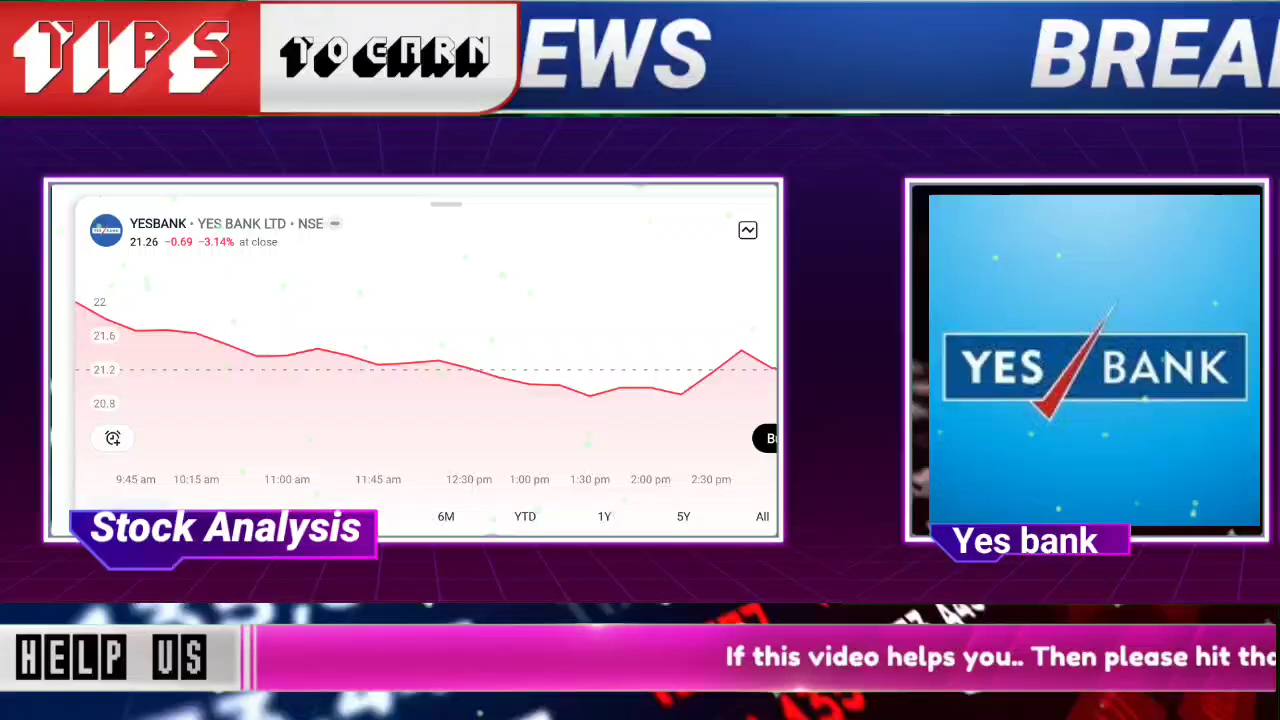 TIPS
TO EARN
EWS
BREA
YESBANK • YES BANK LTD • NSE
21.26 −0.69 −3.14% at close
22
21.6
21.2
20.8
9:45 am 10:15 am 11:00 am 11:45 am 12:30 pm 1:00 pm 1:30 pm 2:00 pm 2:30 pm
6M YTD 1Y 5Y All
Stock Analysis
YES BANK
Yes bank
HELP US
If this video helps you.. Then please hit tha